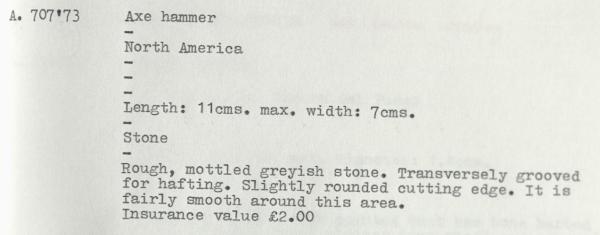 A. 707'73 Axe hammer
-
North America
-
-
-
Length: 11cms. max. width: 7cms.
-
Stone
-
Rough, mottled greyish stone. Transversely grooved
for hafting. Slightly rounded cutting edge. It is
fairly smooth around this area.
Insurance value £2.00